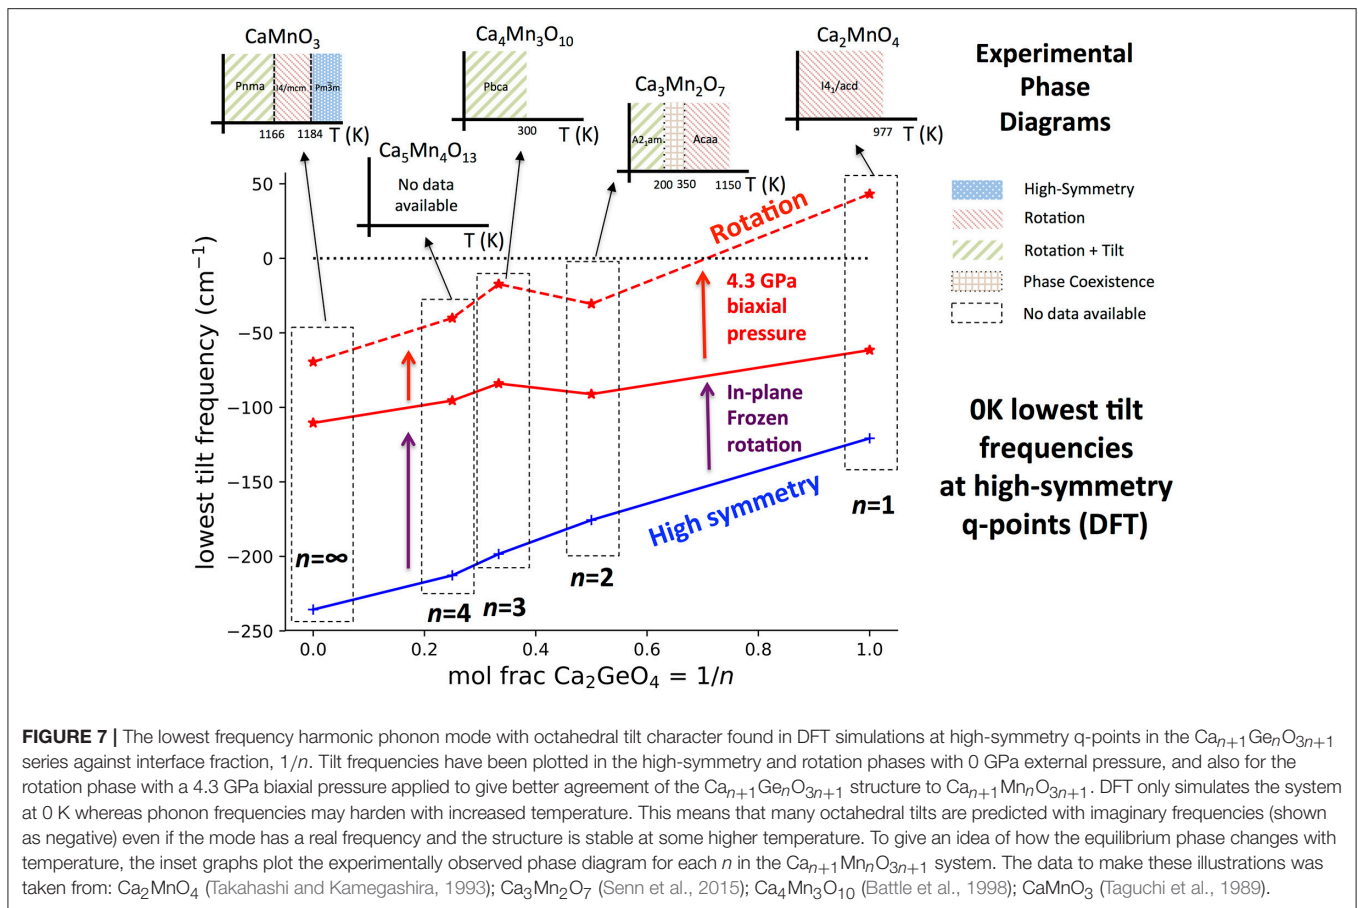 CaMnO3
Pnma
I4/mcm
Pm3̄m
1166
1184
T (K)
Ca4Mn3O10
Pbca
300
T (K)
Ca5Mn4O13
No data
available
T (K)
Ca3Mn2O7
A21am
Acaa
200
350
1150
T (K)
Ca2MnO4
I41/acd
977
T (K)
Experimental
Phase
Diagrams
High-Symmetry
Rotation
Rotation + Tilt
Phase Coexistence
No data available
0K lowest tilt
frequencies
at high-symmetry
q-points (DFT)
lowest tilt frequency (cm−1)
50
0
−50
−100
−150
−200
−250
Rotation
4.3 GPa
biaxial
pressure
In-plane
Frozen
rotation
High symmetry
n=∞
n=4
n=3
n=2
n=1
0.0
0.2
0.4
0.6
0.8
1.0
mol frac Ca2GeO4 = 1/n
FIGURE 7 | The lowest frequency harmonic phonon mode with octahedral tilt character found in DFT simulations at high-symmetry q-points in the Can+1GenO3n+1
series against interface fraction, 1/n. Tilt frequencies have been plotted in the high-symmetry and rotation phases with 0 GPa external pressure, and also for the
rotation phase with a 4.3 GPa biaxial pressure applied to give better agreement of the Can+1GenO3n+1 structure to Can+1MnnO3n+1. DFT only simulates the system
at 0 K whereas phonon frequencies may harden with increased temperature. This means that many octahedral tilts are predicted with imaginary frequencies (shown
as negative) even if the mode has a real frequency and the structure is stable at some higher temperature. To give an idea of how the equilibrium phase changes with
temperature, the inset graphs plot the experimentally observed phase diagram for each n in the Can+1MnnO3n+1 system. The data to make these illustrations was
taken from: Ca2MnO4 (Takahashi and Kamegashira, 1993); Ca3Mn2O7 (Senn et al., 2015); Ca4Mn3O10 (Battle et al., 1998); CaMnO3 (Taguchi et al., 1989).